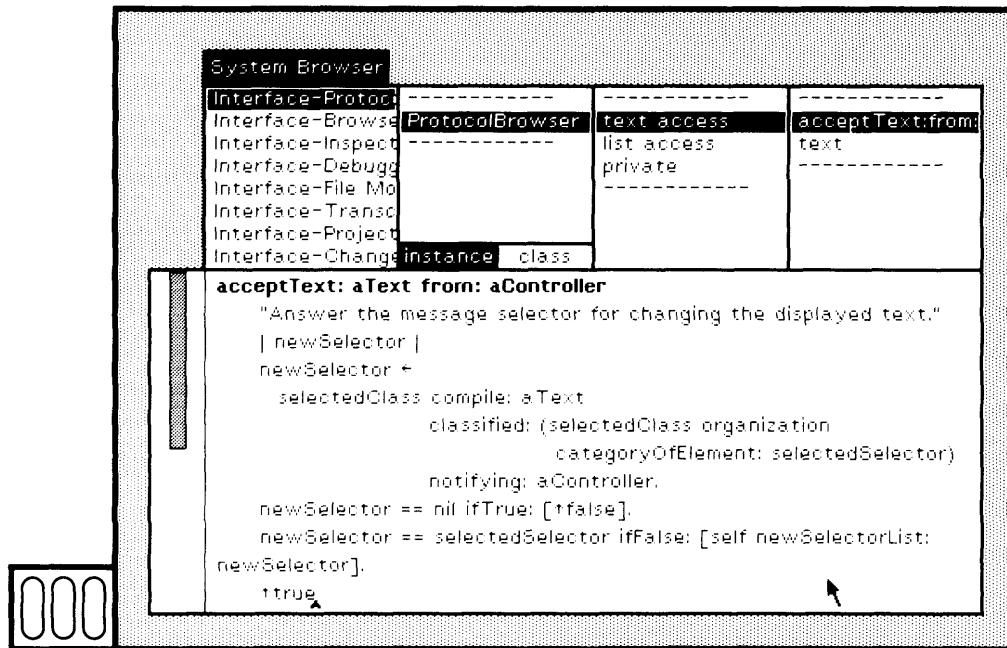 System Browser
Interface-Protoc
Interface-Browse
Interface-Inspect
Interface-Debugg
Interface-File Mo
Interface-Transc
Interface-Project
Interface-Change
-------------
ProtocolBrowser
-------------
instance class
-------------
text access
list access
private
-------------
-------------
acceptText:from:
text
-------------
acceptText: aText from: aController
"Answer the message selector for changing the displayed text."
| newSelector |
newSelector ←
selectedClass compile: aText
classified: (selectedClass organization
categoryOfElement: selectedSelector)
notifying: aController.
newSelector == nil ifTrue: [↑false].
newSelector == selectedSelector ifFalse: [self newSelectorList:
newSelector].
↑true